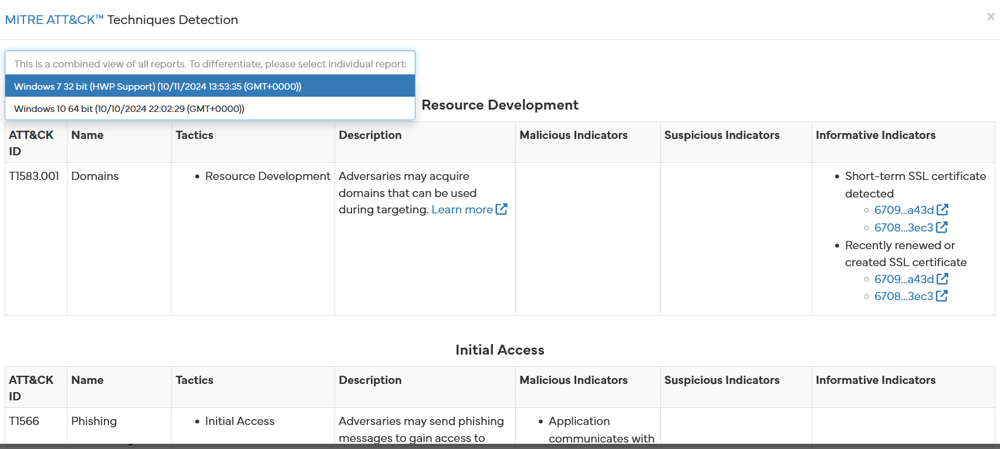 MITRE ATT&CK™ Techniques Detection
×
This is a combined view of all reports. To differentiate, please select individual reports
Windows 7 32 bit (HWP Support) (10/11/2024 13:53:35 (GMT+0000))
Windows 10 64 bit (10/10/2024 22:02:29 (GMT+0000))
Resource Development
ATT&CK ID
Name
Tactics
Description
Malicious Indicators
Suspicious Indicators
Informative Indicators
T1583.001
Domains
• Resource Development
Adversaries may acquire
domains that can be used
during targeting. Learn more
• Short-term SSL certificate
detected
○ 6709...a43d
○ 6708...3ec3
• Recently renewed or
created SSL certificate
○ 6709...a43d
○ 6708...3ec3
Initial Access
ATT&CK ID
Name
Tactics
Description
Malicious Indicators
Suspicious Indicators
Informative Indicators
T1566
Phishing
• Initial Access
Adversaries may send phishing
messages to gain access to
• Application
communicates with